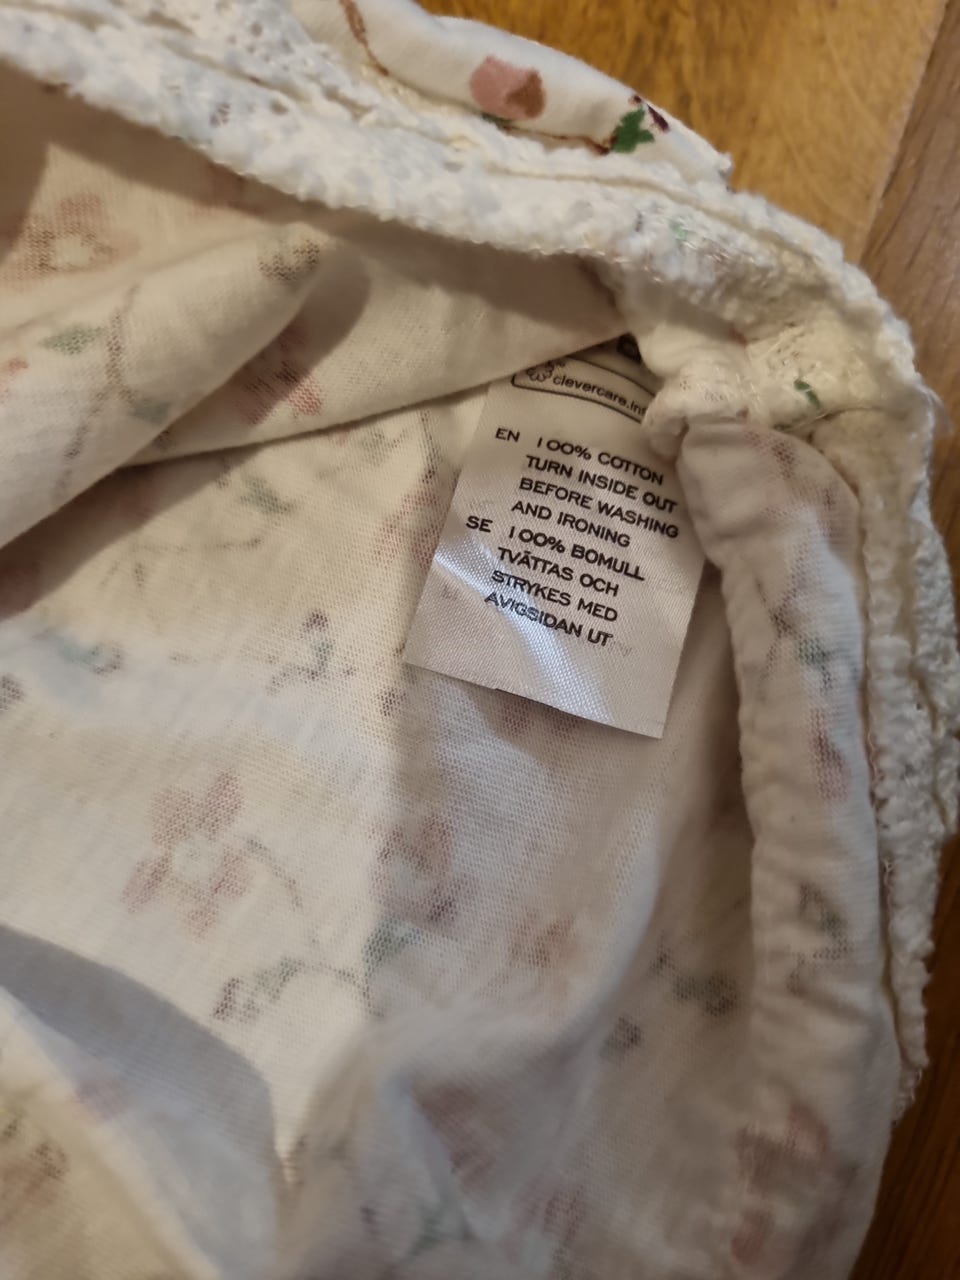 clevercare.inf
EN 100% COTTON
TURN INSIDE OUT
BEFORE WASHING
AND IRONING
SE 100% BOMULL
TVÄTTAS OCH
STRYKES MED
AVIGSIDAN UT